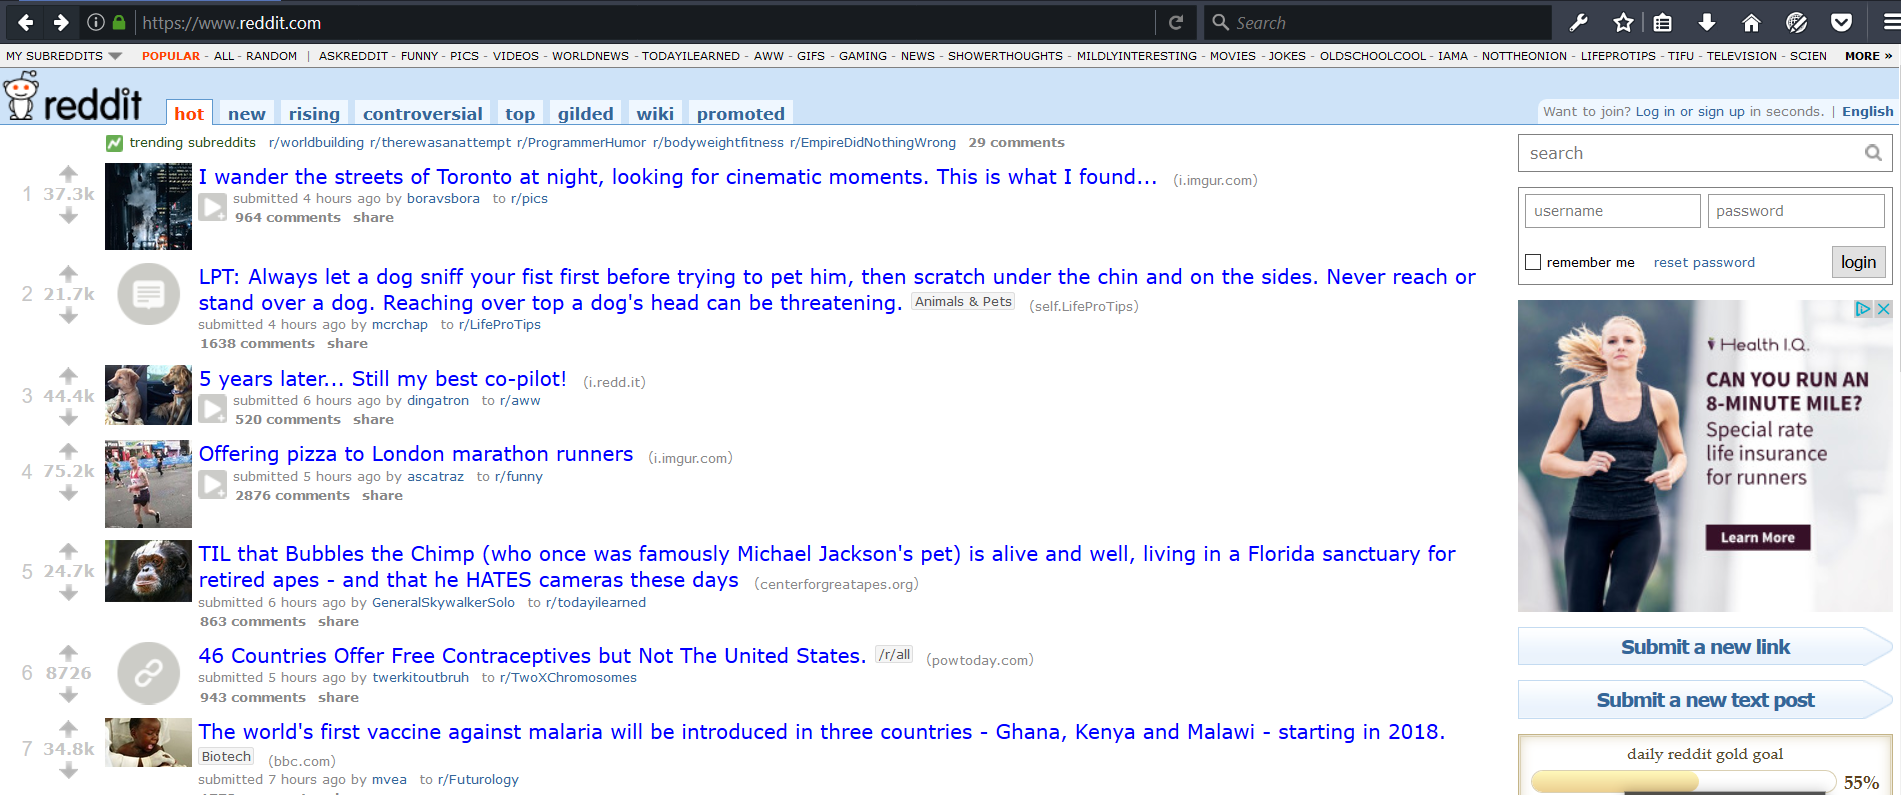 https://www.reddit.com
Search
MY SUBREDDITS POPULAR - ALL - RANDOM | ASKREDDIT - FUNNY - PICS - VIDEOS - WORLDNEWS - TODAYILEARNED - AWW - GIFS - GAMING - NEWS - SHOWERTHOUGHTS - MILDLYINTERESTING - MOVIES - JOKES - OLDSCHOOLCOOL - IAMA - NOTTHEONION - LIFEPROTIPS - TIFU - TELEVISION - SCIEN MORE »
reddit hot new rising controversial top gilded wiki promoted
Want to join? Log in or sign up in seconds. | English
trending subreddits r/worldbuilding r/therewasanattempt r/ProgrammerHumor r/bodyweightfitness r/EmpireDidNothingWrong 29 comments
1 37.3k
I wander the streets of Toronto at night, looking for cinematic moments. This is what I found... (i.imgur.com)
submitted 4 hours ago by boravsbora to r/pics
964 comments share
2 21.7k
LPT: Always let a dog sniff your fist first before trying to pet him, then scratch under the chin and on the sides. Never reach or
stand over a dog. Reaching over top a dog's head can be threatening. Animals & Pets (self.LifeProTips)
submitted 4 hours ago by mcrchap to r/LifeProTips
1638 comments share
3 44.4k
5 years later... Still my best co-pilot! (i.redd.it)
submitted 6 hours ago by dingatron to r/aww
520 comments share
4 75.2k
Offering pizza to London marathon runners (i.imgur.com)
submitted 5 hours ago by ascatraz to r/funny
2876 comments share
5 24.7k
TIL that Bubbles the Chimp (who once was famously Michael Jackson's pet) is alive and well, living in a Florida sanctuary for
retired apes - and that he HATES cameras these days (centerforgreatapes.org)
submitted 6 hours ago by GeneralSkywalkerSolo to r/todayilearned
863 comments share
6 8726
46 Countries Offer Free Contraceptives but Not The United States. /r/all (powtoday.com)
submitted 5 hours ago by twerkitoutbruh to r/TwoXChromosomes
943 comments share
7 34.8k
The world's first vaccine against malaria will be introduced in three countries - Ghana, Kenya and Malawi - starting in 2018.
Biotech (bbc.com)
submitted 7 hours ago by mvea to r/Futurology
search
username password
remember me reset password login
Health I.Q.
CAN YOU RUN AN
8-MINUTE MILE?
Special rate
life insurance
for runners
Learn More
Submit a new link
Submit a new text post
daily reddit gold goal
55%